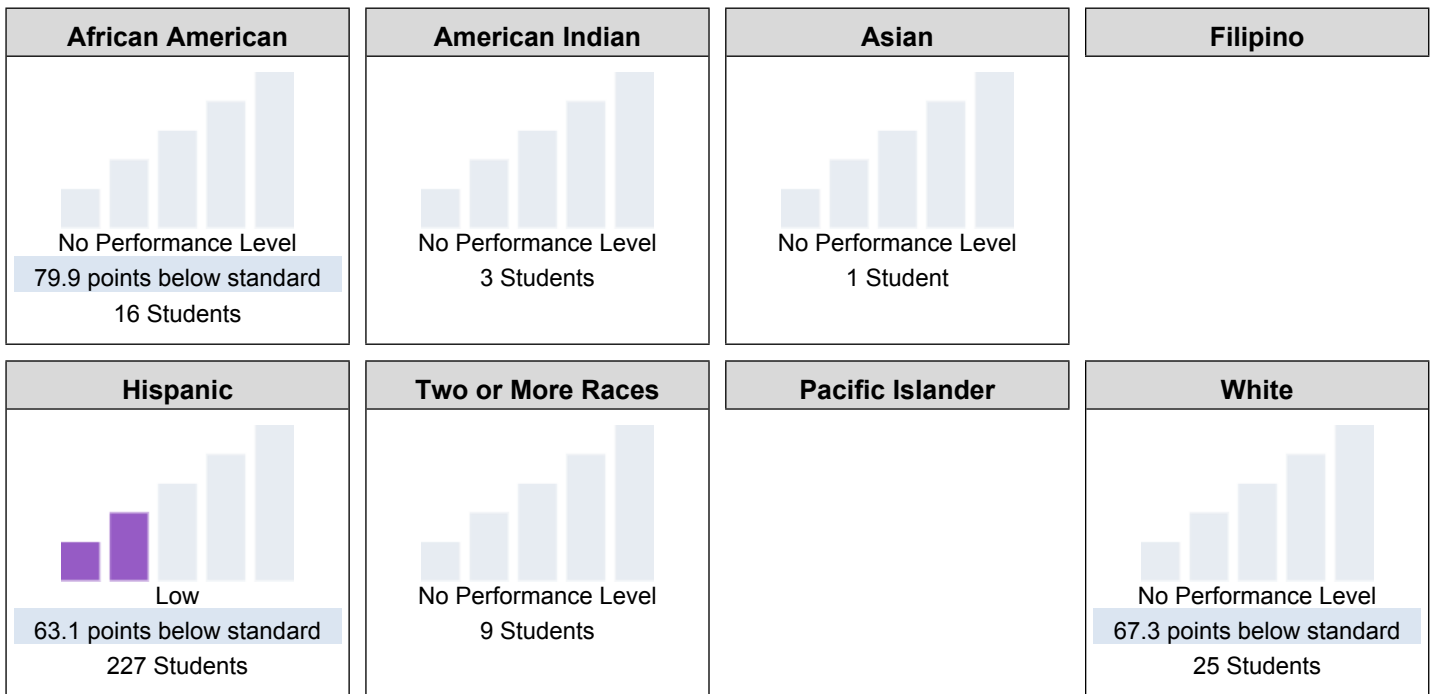 African American
No Performance Level
79.9 points below standard
16 Students
American Indian
No Performance Level
3 Students
Asian
No Performance Level
1 Student
Filipino
Hispanic
Low
63.1 points below standard
227 Students
Two or More Races
No Performance Level
9 Students
Pacific Islander
White
No Performance Level
67.3 points below standard
25 Students